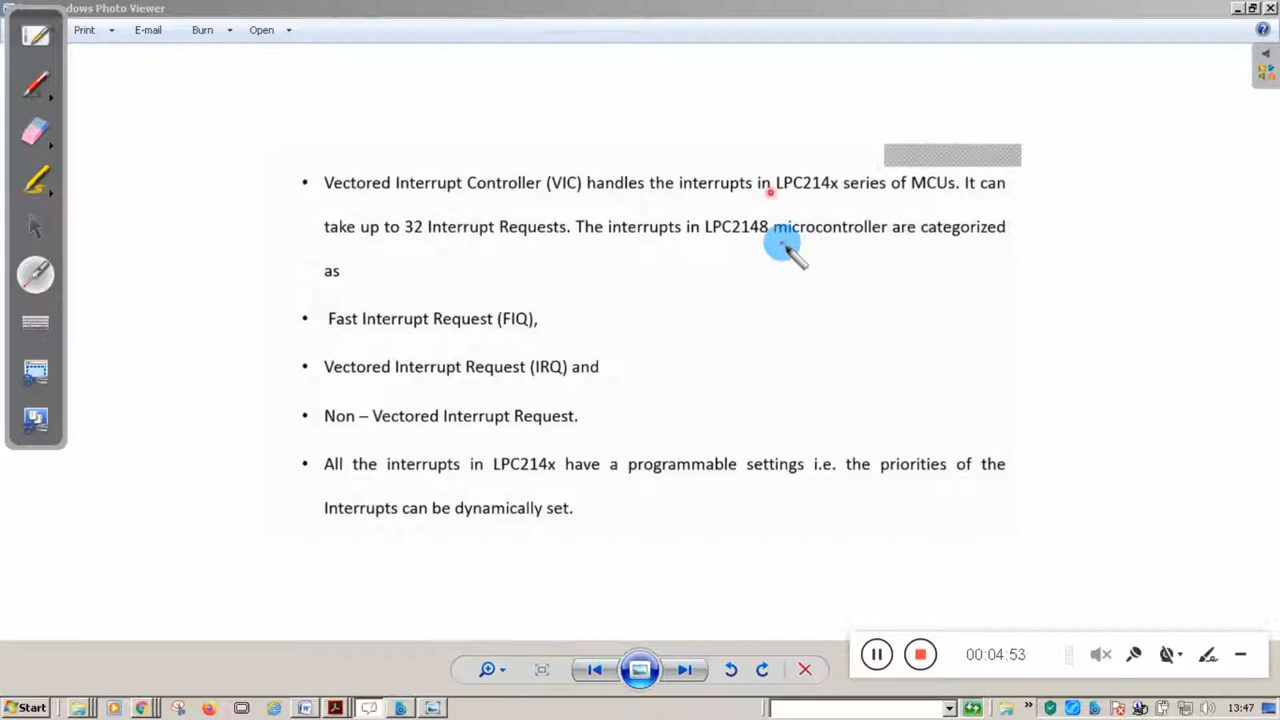 ndows Photo Viewer
Print E-mail Burn Open
• Vectored Interrupt Controller (VIC) handles the interrupts in LPC214x series of MCUs. It can
take up to 32 Interrupt Requests. The interrupts in LPC2148 microcontroller are categorized
as
• Fast Interrupt Request (FIQ),
• Vectored Interrupt Request (IRQ) and
• Non – Vectored Interrupt Request.
• All the interrupts in LPC214x have a programmable settings i.e. the priorities of the
Interrupts can be dynamically set.
00:04:53
Start
13:47